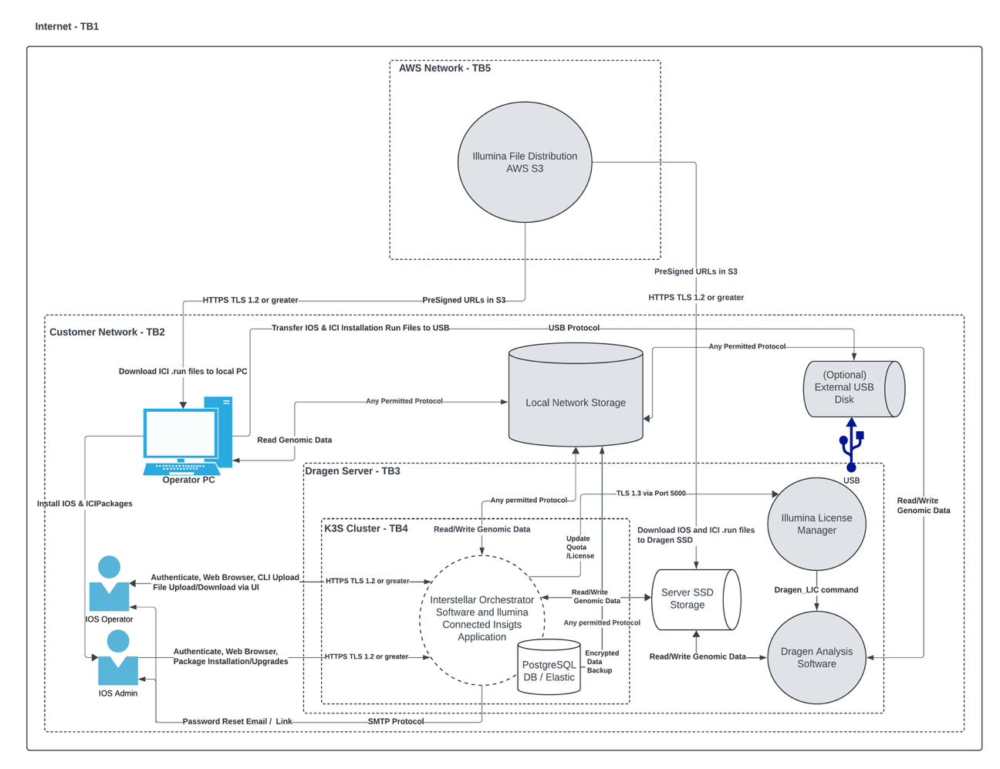 Internet - TB1
AWS Network - TB5
Illumina File Distribution
AWS S3
PreSigned URLs in S3
HTTPS TLS 1.2 or greater
HTTPS TLS 1.2 or greater
PreSigned URLs in S3
Customer Network - TB2
Transfer IOS & ICI Installation Run Files to USB
USB Protocol
Any Permitted Protocol
Download ICI .run files to local PC
(Optional)
External USB
Disk
Any Permitted Protocol
Local Network Storage
Read Genomic Data
Operator PC
Dragen Server - TB3
USB
Install IOS & ICIPackages
Any permitted Protocol
TLS 1.3 via Port 5000
Read/Write
Genomic Data
K3S Cluster - TB4
Read/Write Genomic Data
Illumina License
Manager
Update
Quota
/License
Download IOS and ICI .run files
to Dragen SSD
Authenticate, Web Browser, CLI Upload
File Upload/Download via UI
HTTPS TLS 1.2 or greater
Interstellar Orchestrator
Software and Ilumina
Connected Insigts
Application
Read/Write
Genomic Data
Server SSD
Storage
Dragen_LIC command
IOS Operator
Any permitted Protocol
Authenticate, Web Browser,
Package Installation/Upgrades
HTTPS TLS 1.2 or greater
PostgreSQL
DB / Elastic
Encrypted
Data
Backup
Read/Write Genomic Data
Dragen Analysis
Software
IOS Admin
Password Reset Email / Link
SMTP Protocol